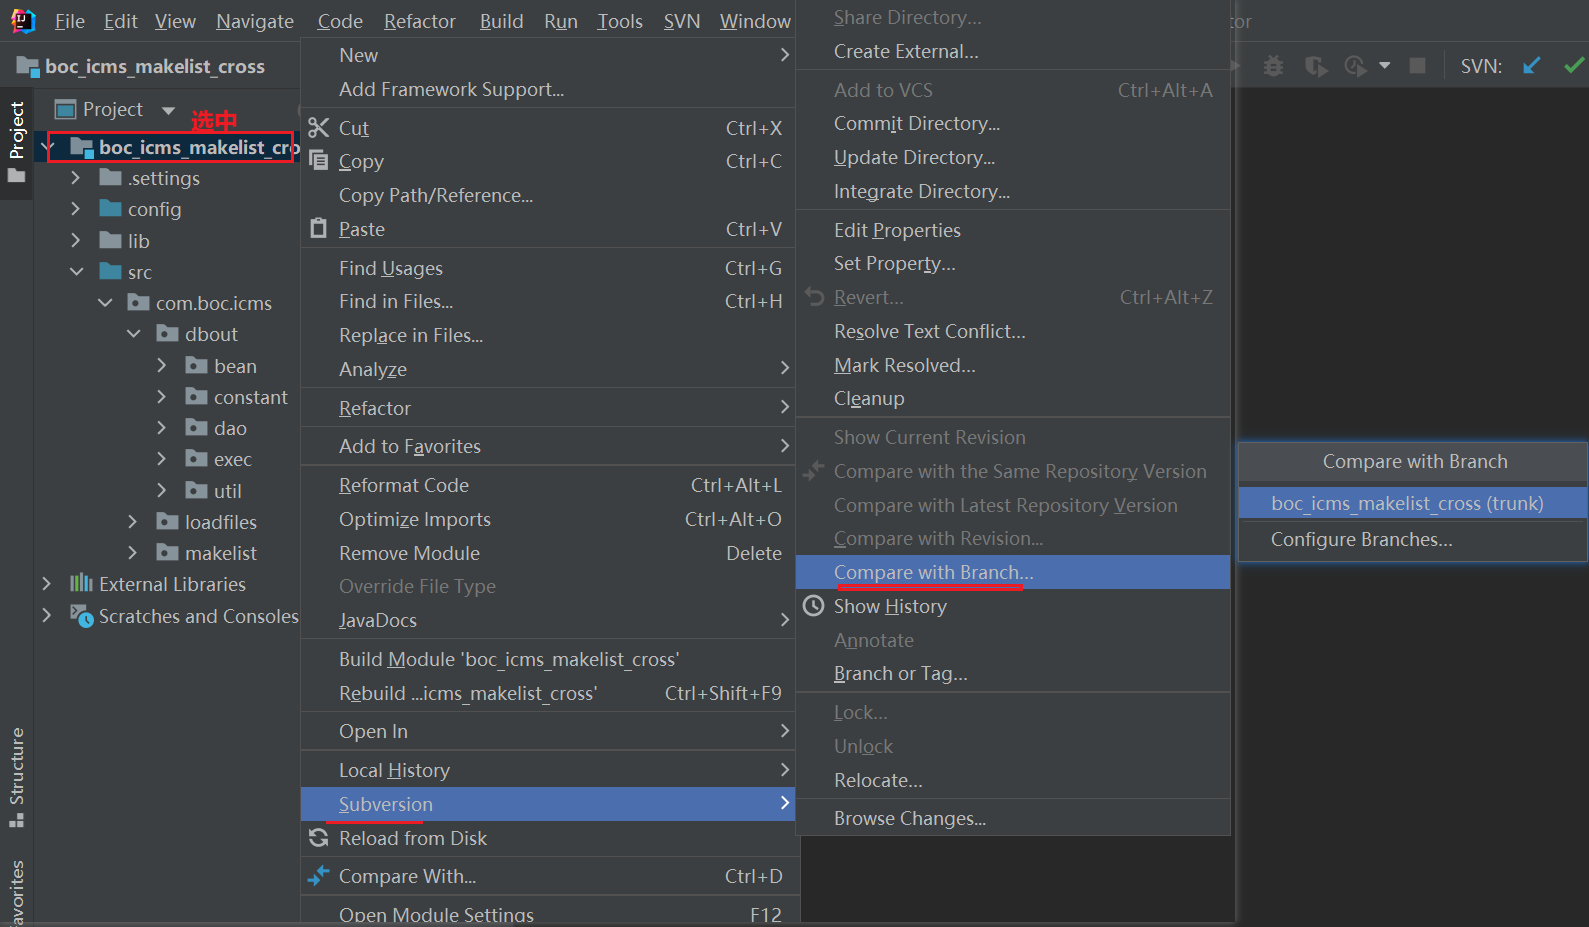 File Edit View Navigate Code Refactor Build Run Tools SVN Window
boc_icms_makelist_cross
SVN:
Project
Project
选中
boc_icms_makelist_cro
.settings
config
lib
src
com.boc.icms
dbout
bean
constant
dao
exec
util
loadfiles
makelist
External Libraries
Scratches and Consoles
Structure
New
Add Framework Support...
Cut Ctrl+X
Copy Ctrl+C
Copy Path/Reference...
Paste Ctrl+V
Find Usages Ctrl+G
Find in Files... Ctrl+H
Replace in Files...
Analyze
Refactor
Add to Favorites
Reformat Code Ctrl+Alt+L
Optimize Imports Ctrl+Alt+O
Remove Module Delete
Override File Type
JavaDocs
Build Module 'boc_icms_makelist_cross'
Rebuild ...icms_makelist_cross' Ctrl+Shift+F9
Open In
Local History
Subversion
Reload from Disk
Compare With... Ctrl+D
Open Module Settings F12
Share Directory...
Create External...
Add to VCS Ctrl+Alt+A
Commit Directory...
Update Directory...
Integrate Directory...
Edit Properties
Set Property...
Revert... Ctrl+Alt+Z
Resolve Text Conflict...
Mark Resolved...
Cleanup
Show Current Revision
Compare with the Same Repository Version
Compare with Latest Repository Version
Compare with Revision...
Compare with Branch...
Show History
Annotate
Branch or Tag...
Lock...
Unlock
Relocate...
Browse Changes...
Compare with Branch
boc_icms_makelist_cross (trunk)
Configure Branches...